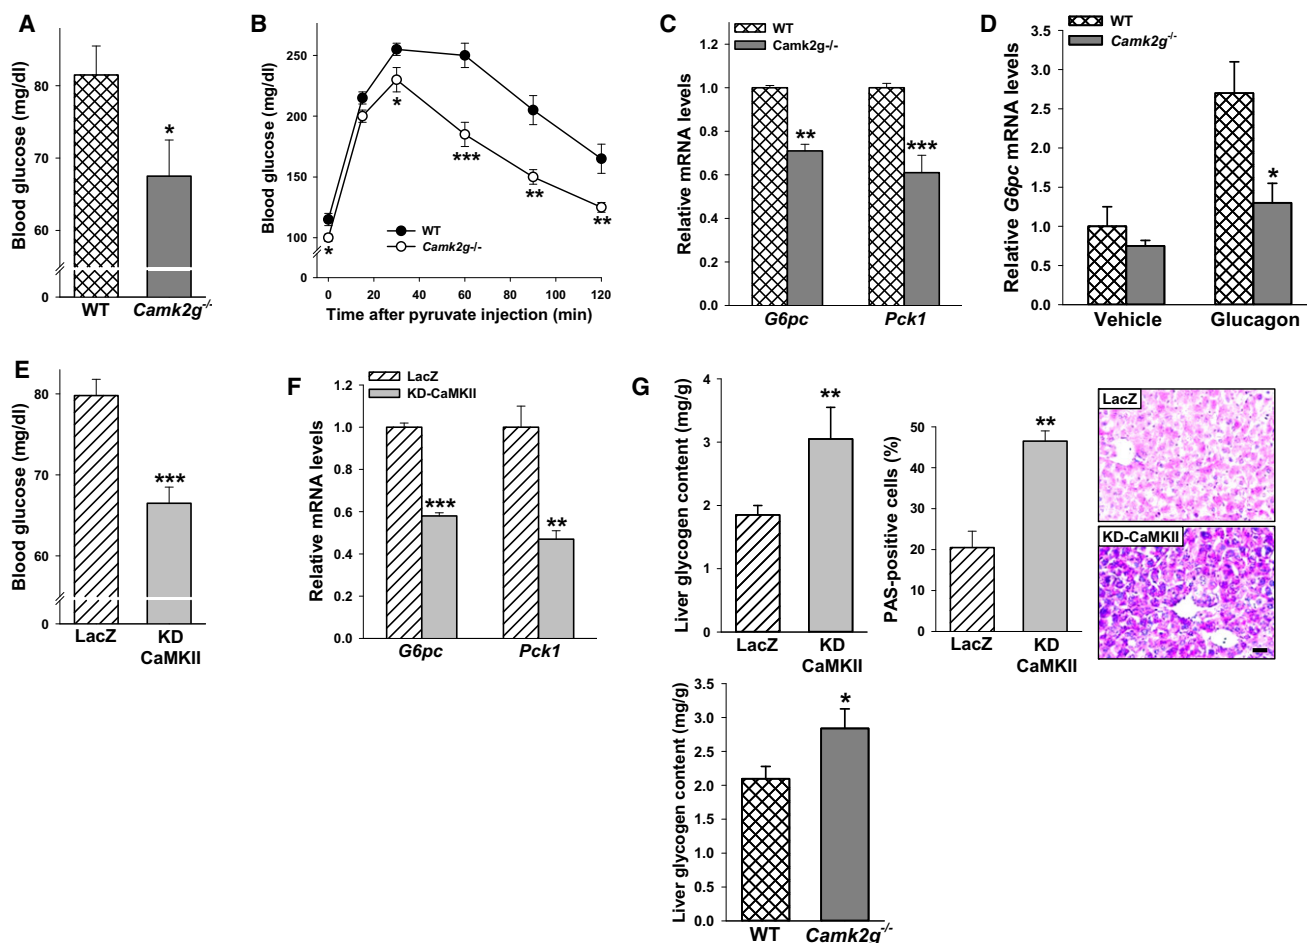 A
Blood glucose (mg/dl)
80
70
60
0
*
WT
Camk2g-/-
B
Blood glucose (mg/dl)
250
200
150
100
0
*
*
***
**
**
WT
Camk2g-/-
0 20 40 60 80 100 120
Time after pyruvate injection (min)
C
WT
Camk2g-/-
Relative mRNA levels
1.2
1.0
0.8
0.6
0.4
0.2
0.0
**
***
G6pc
Pck1
D
WT
Camk2g-/-
Relative G6pc mRNA levels
3.5
3.0
2.5
2.0
1.5
1.0
0.5
0.0
*
Vehicle
Glucagon
E
Blood glucose (mg/dl)
80
70
60
0
***
LacZ
KD
CaMKII
F
LacZ
KD-CaMKII
Relative mRNA levels
1.2
1.0
0.8
0.6
0.4
0.2
0.0
***
**
G6pc
Pck1
G
Liver glycogen content (mg/g)
4
3
2
1
0
**
LacZ
KD
CaMKII
PAS-positive cells (%)
50
40
30
20
10
0
**
LacZ
KD
CaMKII
LacZ
KD-CaMKII
Liver glycogen content (mg/g)
3.5
3.0
2.5
2.0
1.5
1.0
0.5
0.0
*
WT
Camk2g-/-